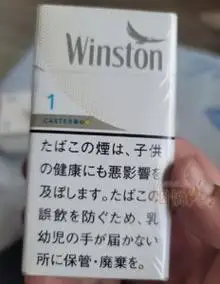 Winston
1
CASTER
たばこの煙は、子供
の健康にも悪影響を
及ぼします。たばこの
誤飲を防ぐため、乳
幼児の手が届かない
所に保管・廃棄を。